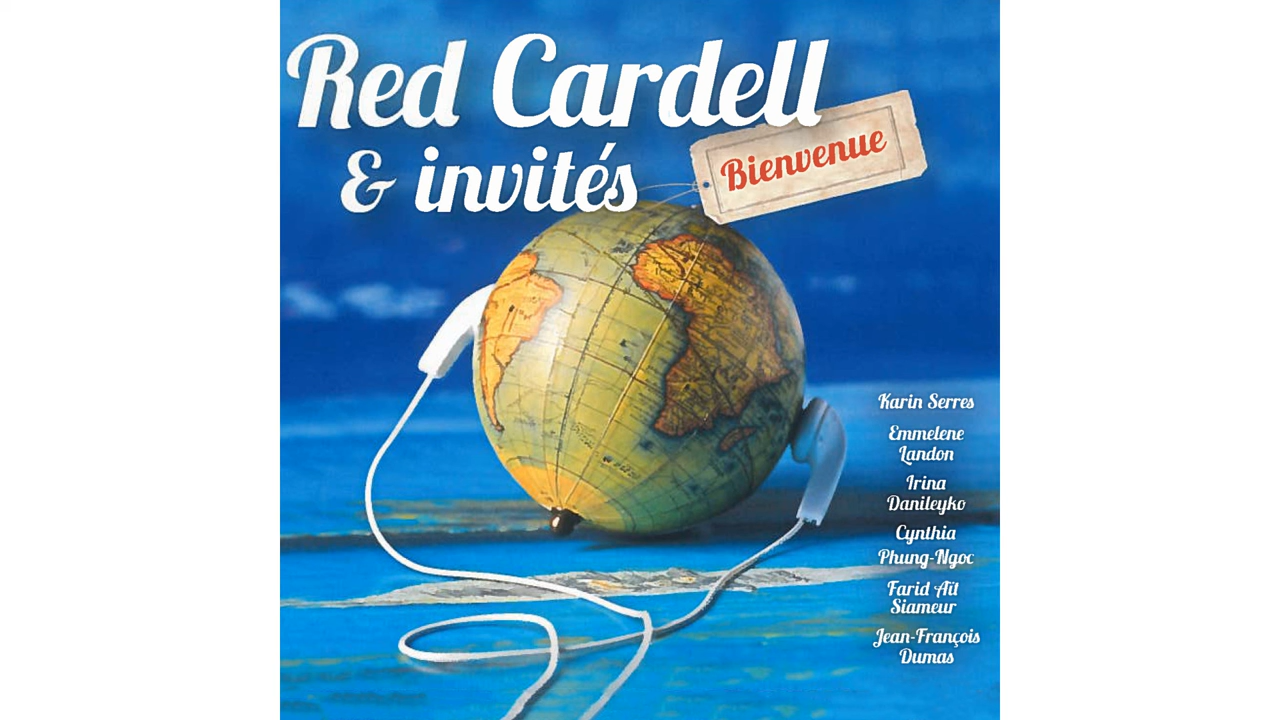 Red Cardell
& invités
Bienvenue
Karin Serres
Emmelene
Landon
Irina
Danileyko
Cynthia
Phung-Ngoc
Farid Aït
Siameur
Jean-François
Dumas